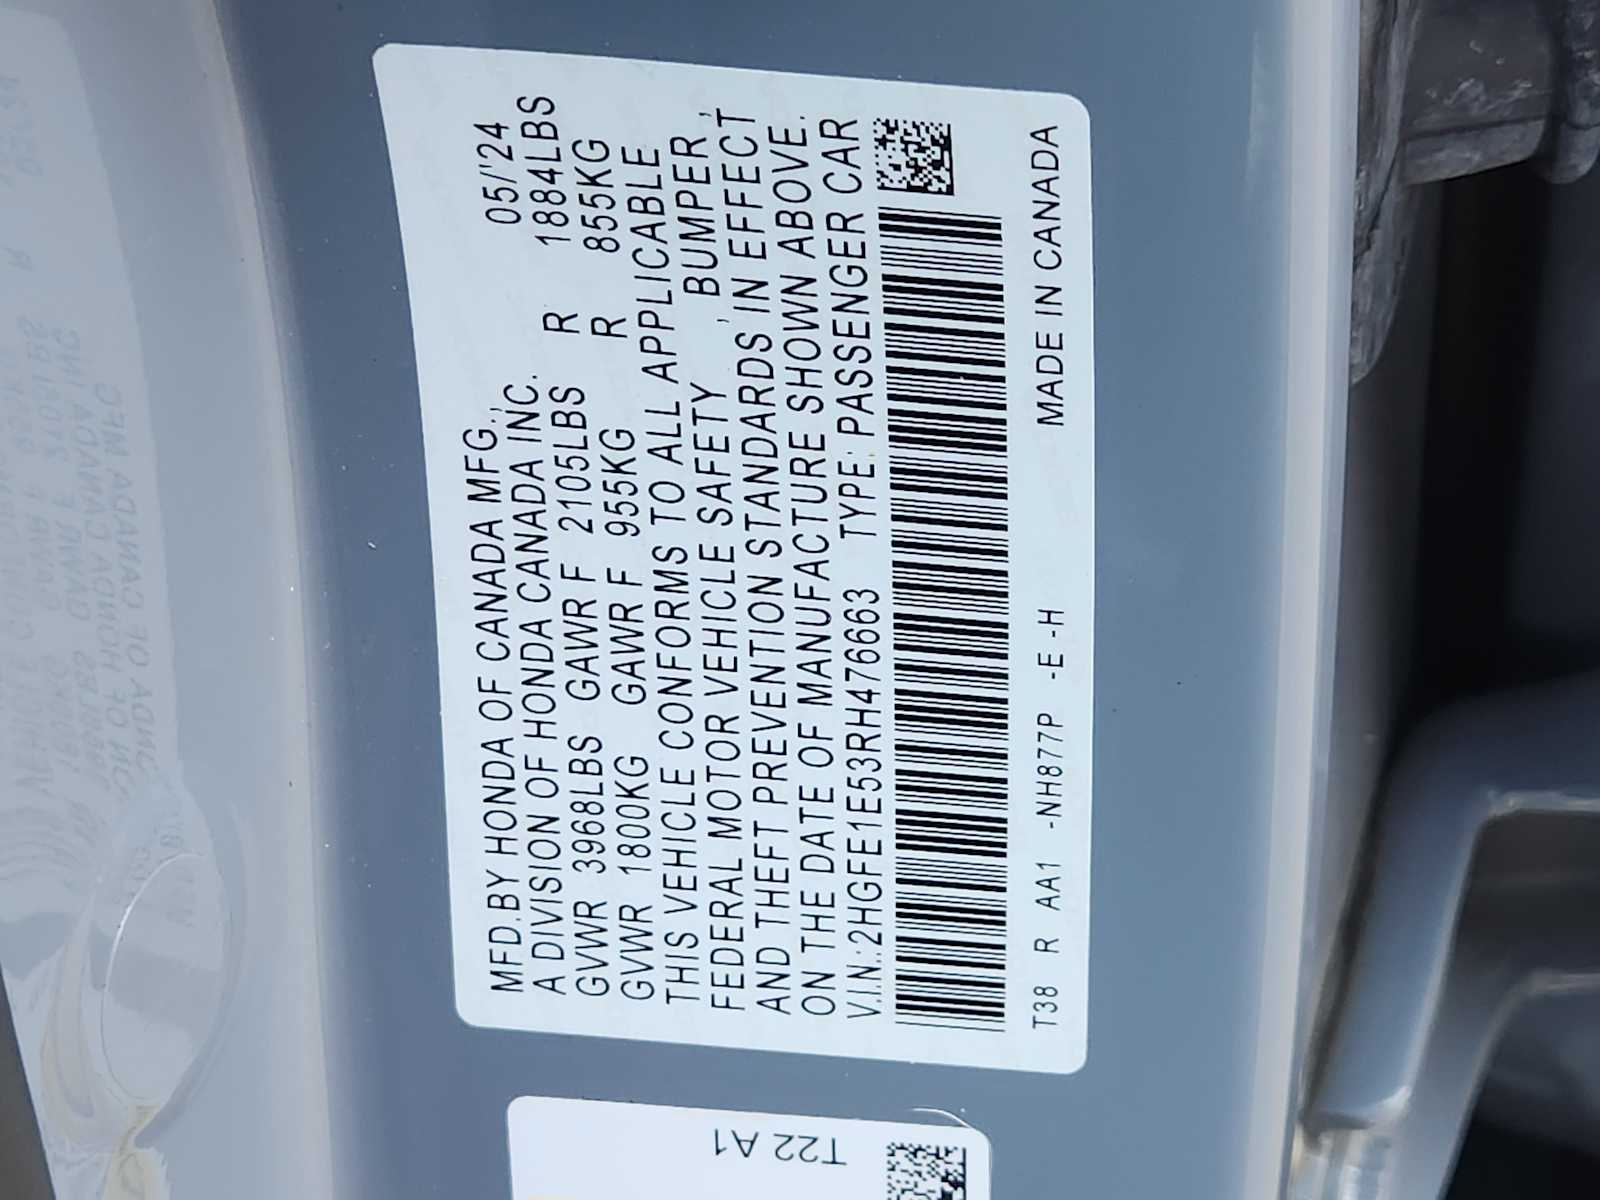 MFD.BY HONDA OF CANADA MFG., 05/'24
A DIVISION OF HONDA CANADA INC.
GVWR 3968LBS GAWR F 2105LBS R 1884LBS
GVWR 1800KG GAWR F 955KG R 855KG
THIS VEHICLE CONFORMS TO ALL APPLICABLE
FEDERAL MOTOR VEHICLE SAFETY , BUMPER ,
AND THEFT PREVENTION STANDARDS IN EFFECT
ON THE DATE OF MANUFACTURE SHOWN ABOVE.
V.I.N.:2HGFE1E53RH476663 TYPE: PASSENGER CAR
T38 R AA1 -NH877P -E -H MADE IN CANADA
T22 A1